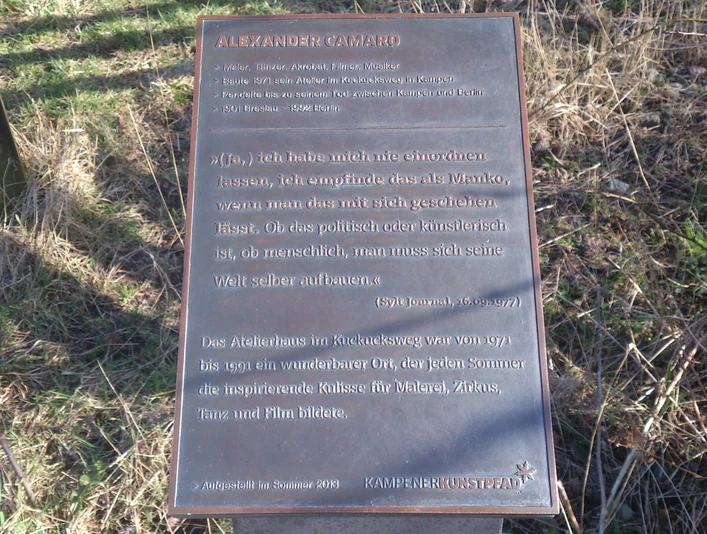 ALEXANDER CAMARO
> Maler, Tänzer, Akrobat, Filmer, Musiker
> Baute 1971 sein Atelier im Kuckucksweg in Kampen
> Pendelte bis zu seinem Tod zwischen Kampen und Berlin
> 1901 Breslau – 1992 Berlin
»(Ja,) ich habe mich nie einordnen
lassen, ich empfinde das als Manko,
wenn man das mit sich geschehen
lässt. Ob das politisch oder künstlerisch
ist, ob menschlich, man muss sich seine
Welt selber aufbauen.«
(Sylt Journal, 16.09.1977)
Das Atelierhaus im Kuckucksweg war von 1971
bis 1991 ein wunderbarer Ort, der jeden Sommer
die inspirierende Kulisse für Malerei, Zirkus,
Tanz und Film bildete.
> Aufgestellt im Sommer 2013
KAMPENERKUNSTPFAD